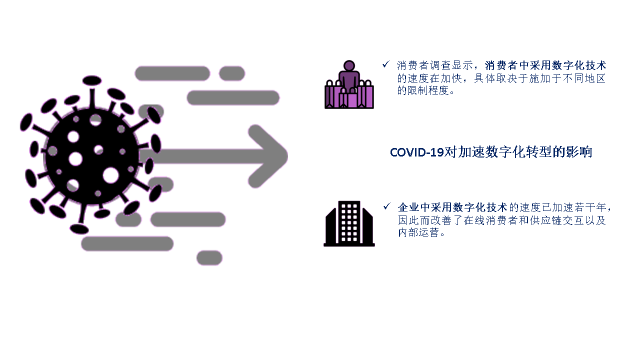 ✓ 消费者调查显示，消费者中采用数字化技术
的速度在加快，具体取决于施加于不同地区
的限制程度。
COVID-19对加速数字化转型的影响
✓ 企业中采用数字化技术的速度已加速若干年，
因此而改善了在线消费者和供应链交互以及
内部运营。